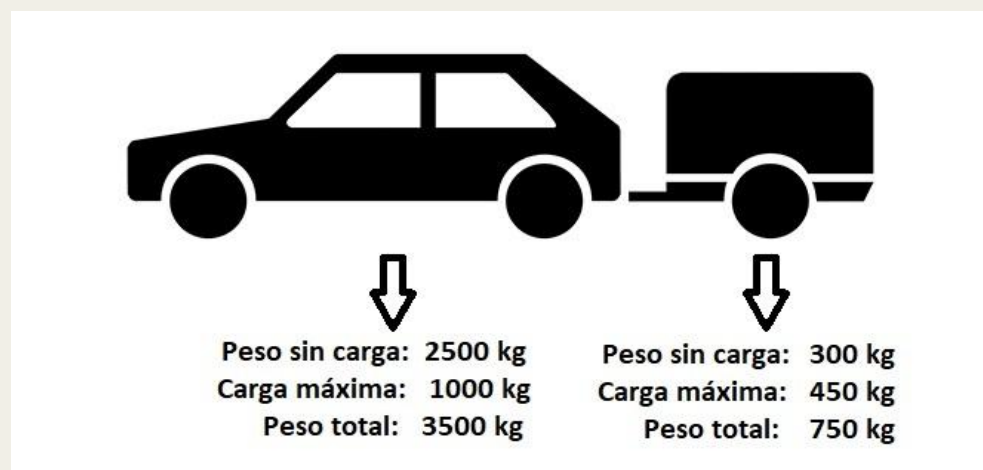 Peso sin carga: 2500 kg
Carga máxima: 1000 kg
Peso total: 3500 kg
Peso sin carga: 300 kg
Carga máxima: 450 kg
Peso total: 750 kg